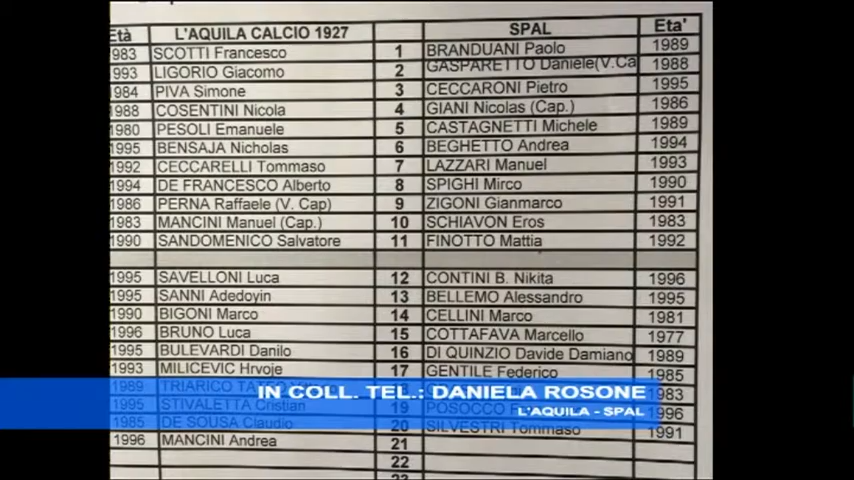 Età L'AQUILA CALCIO 1927 SPAL Eta'
983 SCOTTI Francesco 1 BRANDUANI Paolo 1989
993 LIGORIO Giacomo 2 GASPARETTO Daniele(V.Ca 1988
984 PIVA Simone 3 CECCARONI Pietro 1995
988 COSENTINI Nicola 4 GIANI Nicolas (Cap.) 1986
1980 PESOLI Emanuele 5 CASTAGNETTI Michele 1989
1995 BENSAJA Nicholas 6 BEGHETTO Andrea 1994
1992 CECCARELLI Tommaso 7 LAZZARI Manuel 1993
1994 DE FRANCESCO Alberto 8 SPIGHI Mirco 1990
1986 PERNA Raffaele (V. Cap) 9 ZIGONI Gianmarco 1991
1983 MANCINI Manuel (Cap.) 10 SCHIAVON Eros 1983
1990 SANDOMENICO Salvatore 11 FINOTTO Mattia 1992
1995 SAVELLONI Luca 12 CONTINI B. Nikita 1996
1995 SANNI Adedoyin 13 BELLEMO Alessandro 1995
1990 BIGONI Marco 14 CELLINI Marco 1981
1996 BRUNO Luca 15 COTTAFAVA Marcello 1977
1995 BULEVARDI Danilo 16 DI QUINZIO Davide Damiano 1989
1993 MILICEVIC Hrvoje 17 GENTILE Federico 1985
1989 TRIARICO 983
IN COLL. TEL.: DANIELA ROSONE
1995 STIVALETTA Cristian 19 POSOCCO 1996
L'AQUILA - SPAL
1985 DE SOUSA Claudio 20 SILVESTRI Tommaso 1991
1996 MANCINI Andrea 21
22
23